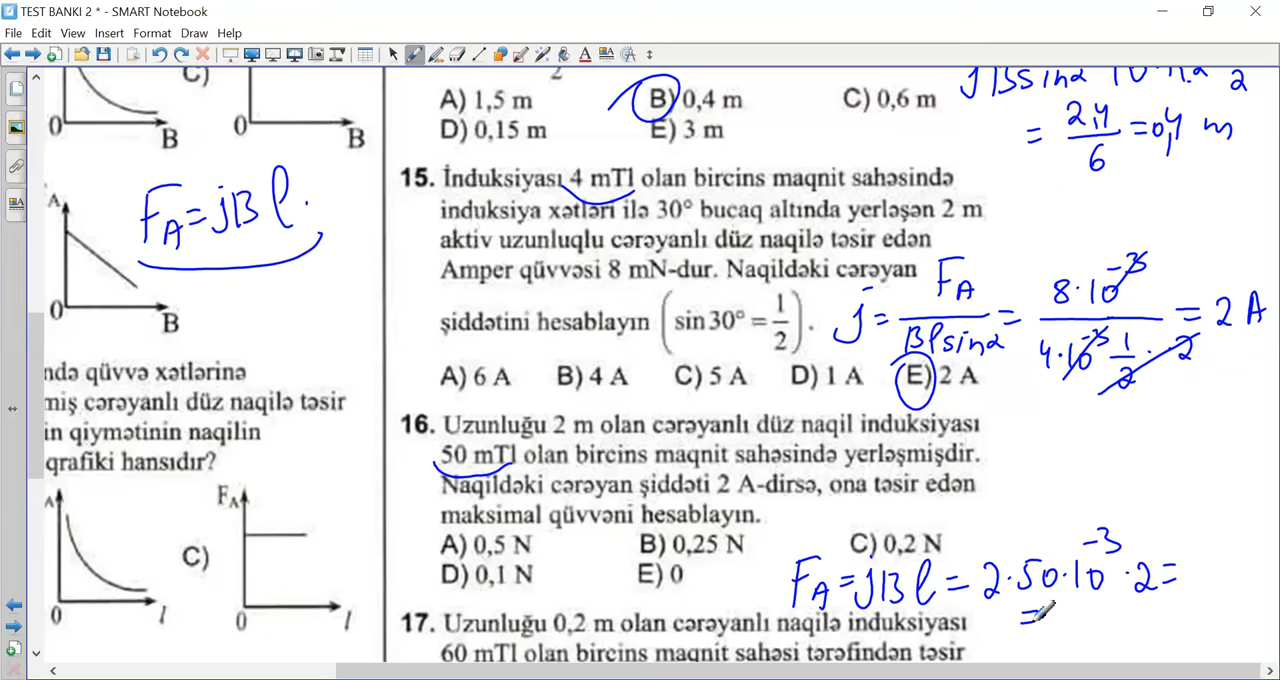 TEST BANKI 2 * - SMART Notebook
File Edit View Insert Format Draw Help
C)
0
B
0
B
A
0
B
F_A = jBl.
ndə qüvvə xətlərinə
miş cərəyanlı düz naqilə təsir
in qiymətinin naqilin
qrafiki hansıdır?
A
0
l
C)
F_A
0
l
2
A) 1,5 m B) 0,4 m C) 0,6 m
D) 0,15 m E) 3 m
= 2,4/6 = 0,4 m
15. İnduksiyası 4 mTl olan bircins maqnit sahəsində
induksiya xətləri ilə 30° bucaq altında yerləşən 2 m
aktiv uzunluqlu cərəyanlı düz naqilə təsir edən
Amper qüvvəsi 8 mN-dur. Naqildəki cərəyan
şiddətini hesablayın (sin30° = 1/2).
J = F_A / Blsinα = 8·10⁻³ / 4·10⁻³ 1/2 · 2 = 2 A
A) 6 A B) 4 A C) 5 A D) 1 A E) 2 A
16. Uzunluğu 2 m olan cərəyanlı düz naqil induksiyası
50 mTl olan bircins maqnit sahəsində yerləşmişdir.
Naqildəki cərəyan şiddəti 2 A-dirsə, ona təsir edən
maksimal qüvvəni hesablayın.
A) 0,5 N B) 0,25 N C) 0,2 N
D) 0,1 N E) 0
F_A = jBl = 2·50·10⁻³·2 =
=
17. Uzunluğu 0,2 m olan cərəyanlı naqilə induksiyası
60 mTl olan bircins maqnit sahəsi tərəfindən təsir